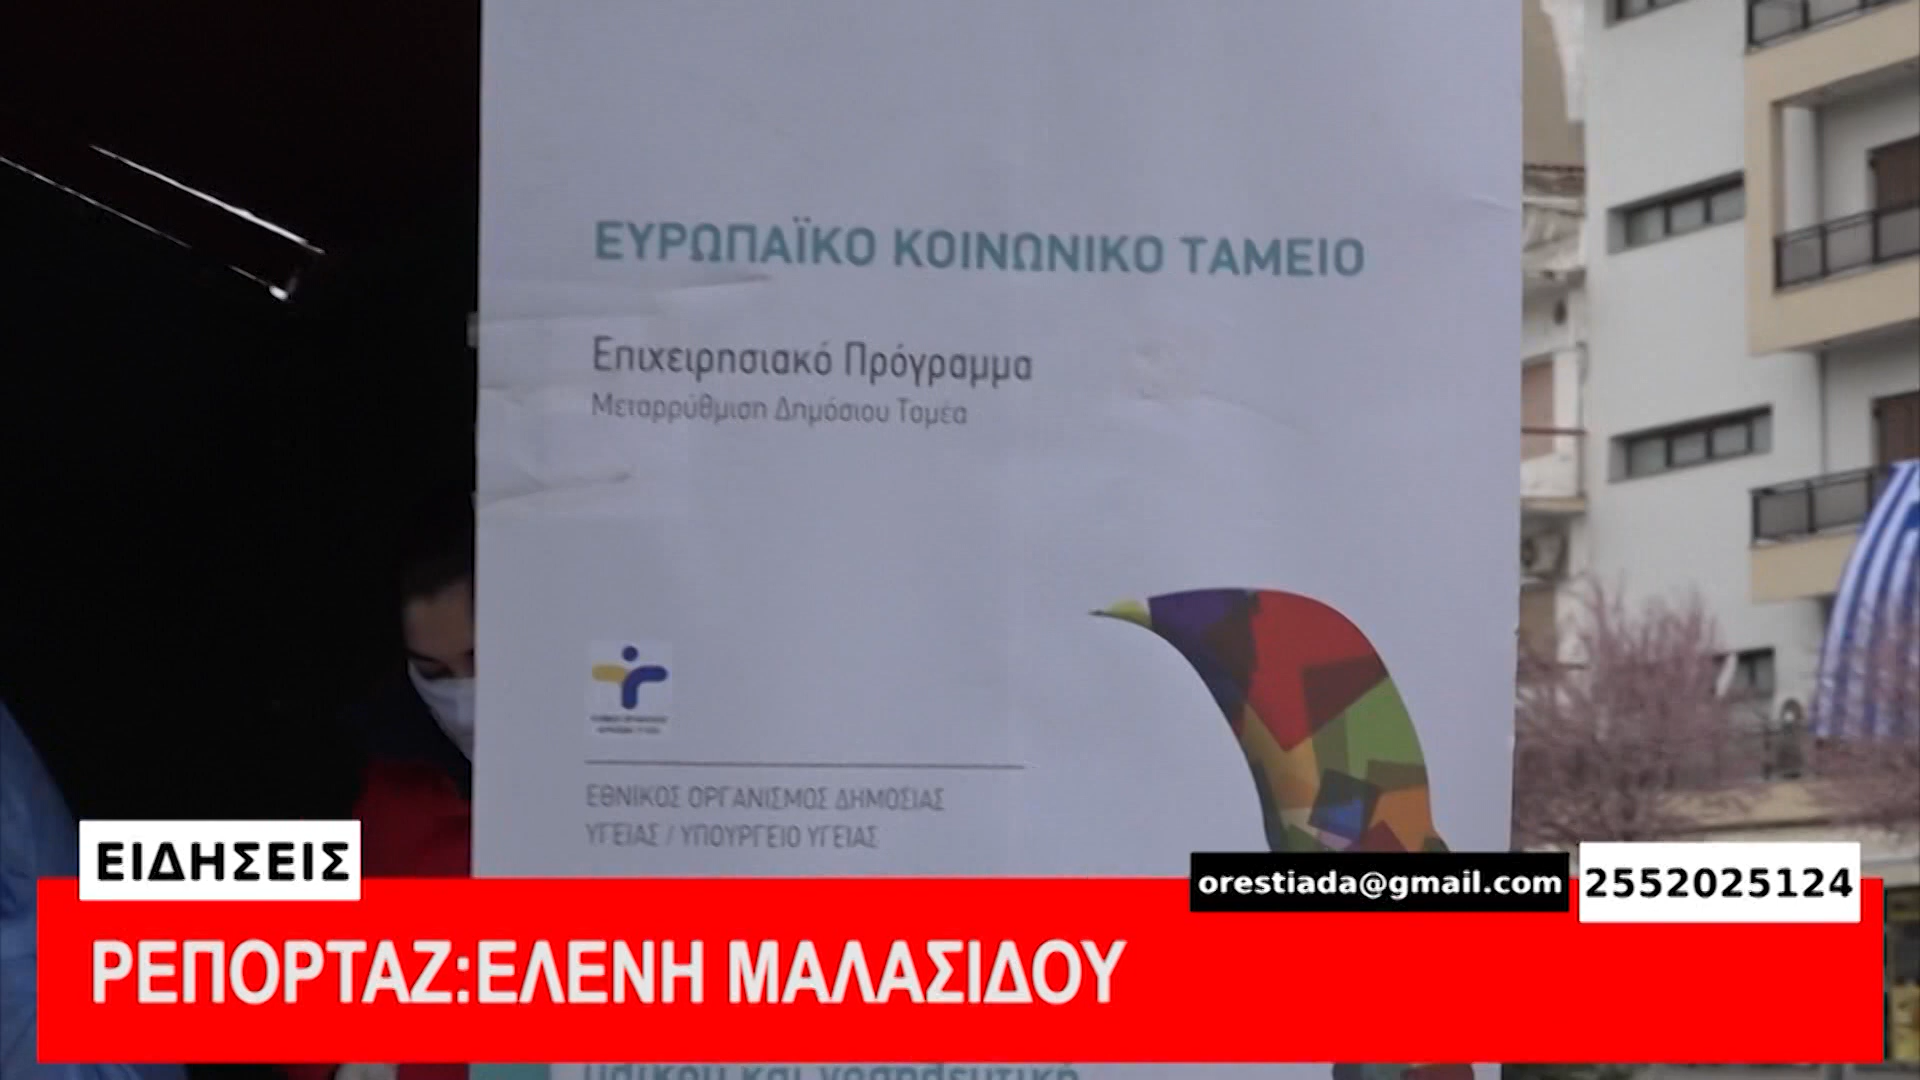 ΕΥΡΩΠΑΪΚΟ ΚΟΙΝΩΝΙΚΟ ΤΑΜΕΙΟ
Επιχειρησιακό Πρόγραμμα
Μεταρρύθμιση Δημόσιου Τομέα
ΕΘΝΙΚΟΣ ΟΡΓΑΝΙΣΜΟΣ ΔΗΜΟΣΙΑΣ
ΥΓΕΙΑΣ / ΥΠΟΥΡΓΕΙΟ ΥΓΕΙΑΣ
ΕΙΔΗΣΕΙΣ
orestiada@gmail.com
2552025124
ΡΕΠΟΡΤΑΖ:ΕΛΕΝΗ ΜΑΛΑΣΙΔΟΥ